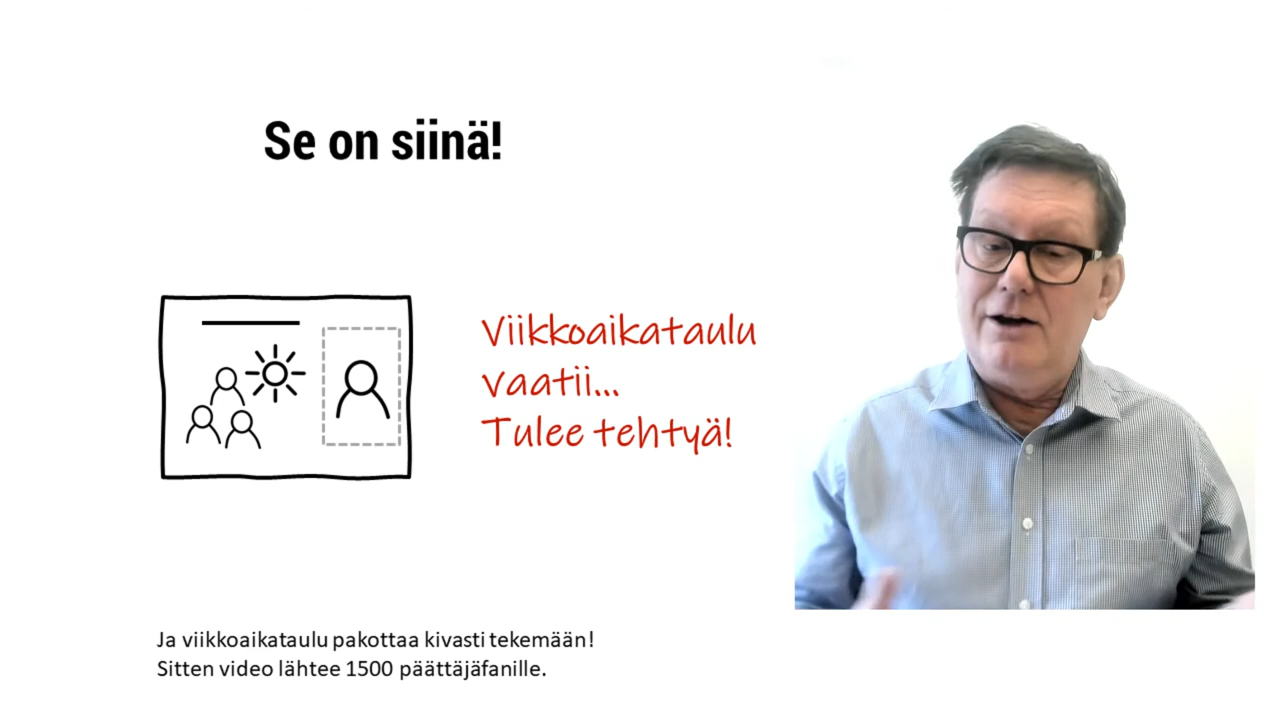 Se on siinä!
Viikkoaikataulu
vaatii...
Tulee tehtyä!
Ja viikkoaikataulu pakottaa kivasti tekemään!
Sitten video lähtee 1500 päättäjäfanille.